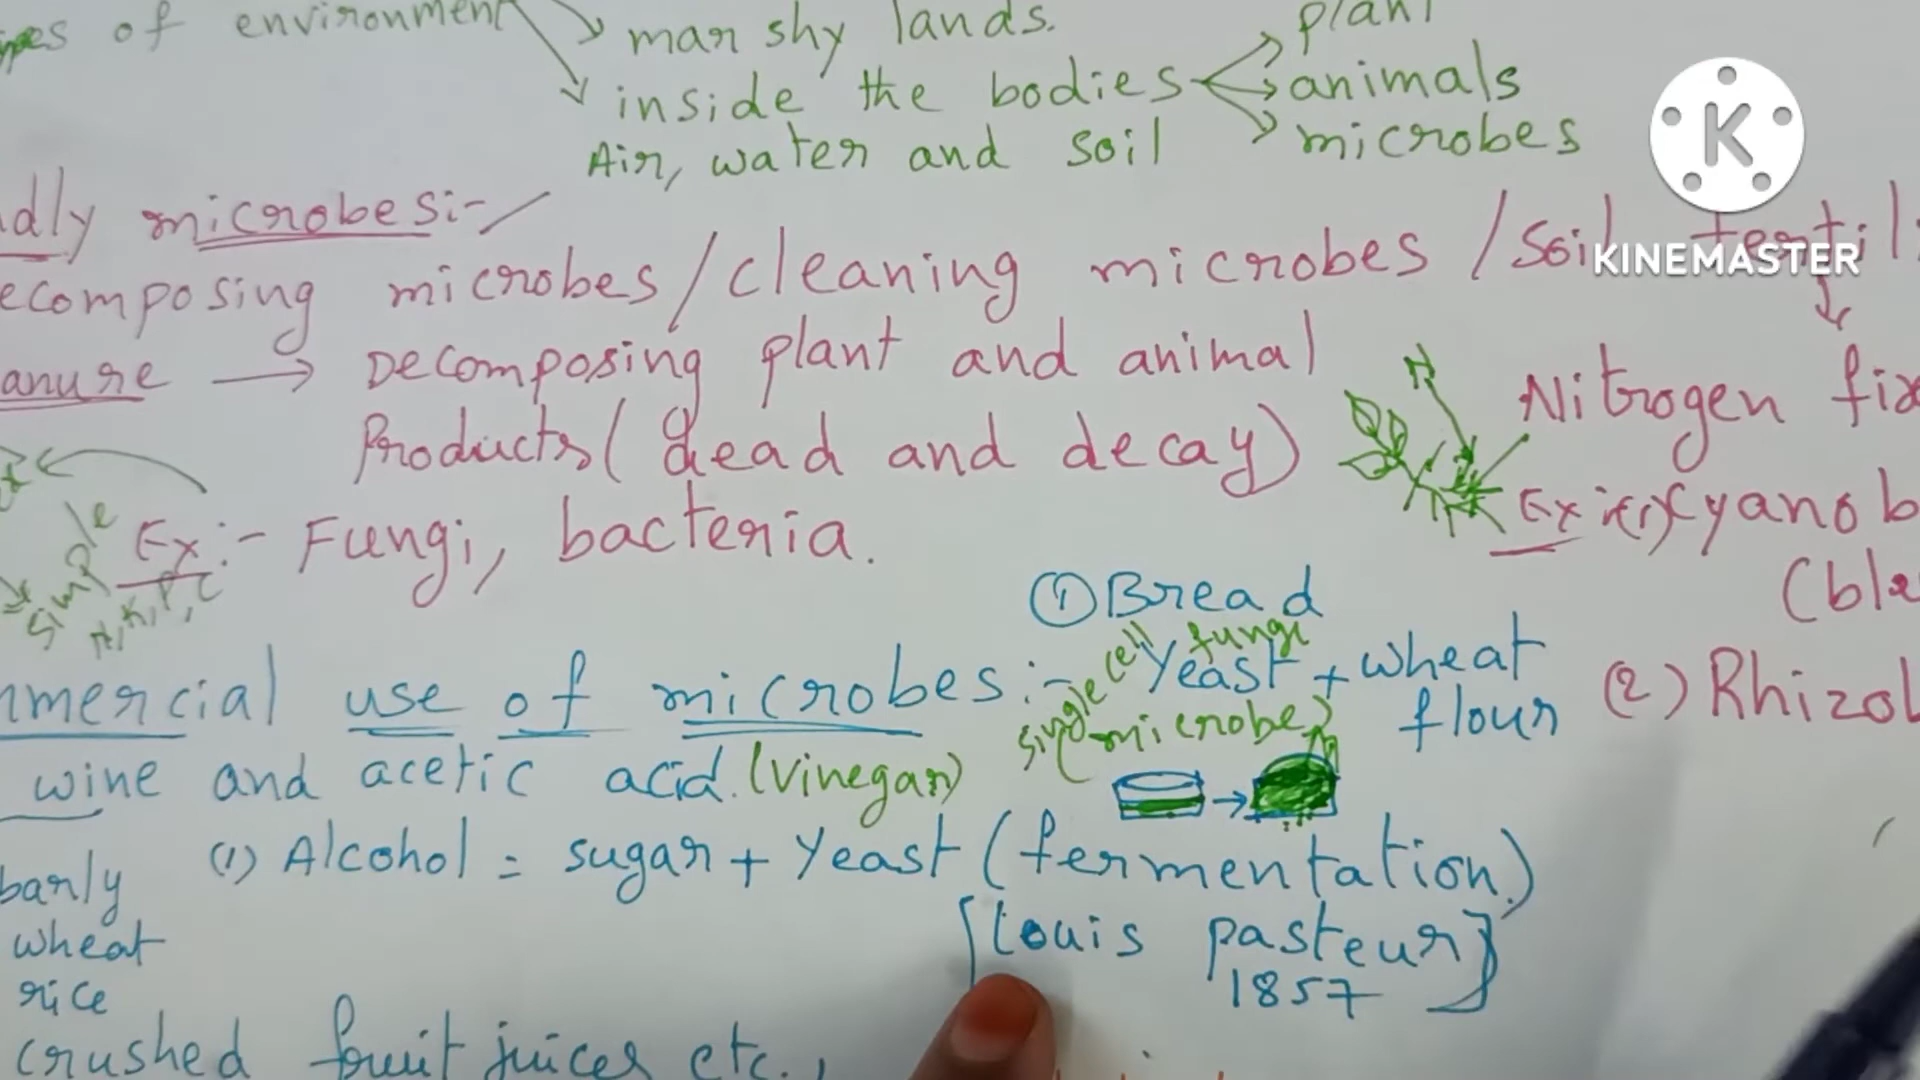 of environment
marshy lands.
plant
inside the bodies
animals
Air, water and soil
microbes
K
KINEMASTER
microbes:-
microbes/cleaning microbes /Soil
Decomposing plant and animal
Products (dead and decay)
Nitrogen
Ex:- Fungi, bacteria.
Ex
simple
N, K, P, C
① Bread
use of microbes:-
single cell fungi
Yeast + wheat
flour
(microbe)
(2) Rhizo
wine and acetic acid. (vinegar)
(1) Alcohol = sugar + Yeast (fermentation)
barly
wheat
rice
[Louis pasteur]
1857
crushed fruit juices etc.,